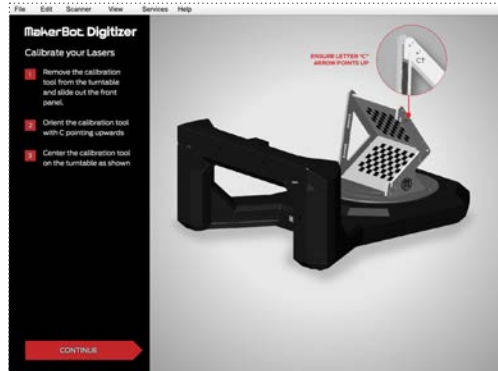 File Edit Scanner View Services Help
MakerBot. Digitizer
Calibrate your Lasers
1 Remove the calibration
tool from the turntable
and slide out the front
panel.
2 Orient the calibration tool
with C pointing upwards
3 Center the calibration tool
on the turntable as shown
ENSURE LETTER "C"
ARROW POINTS UP
C↑
CONTINUE